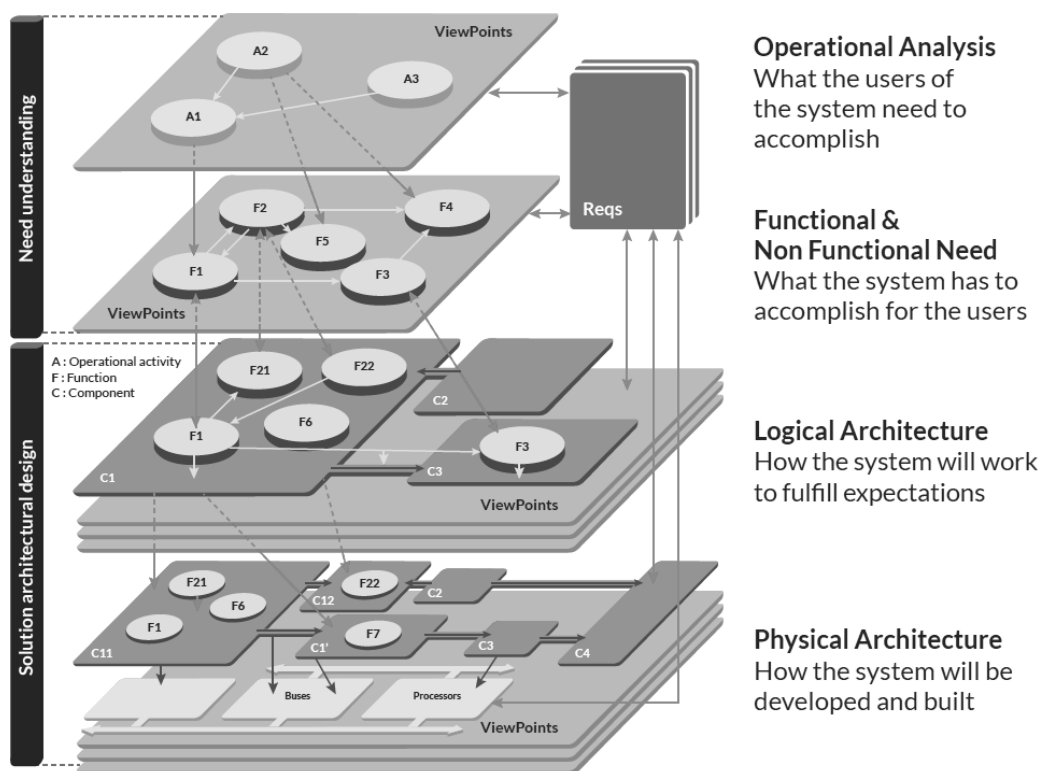 Need understanding
ViewPoints
A2
A3
A1
Operational Analysis
What the users of
the system need to
accomplish
Reqs
F2
F4
F5
F1
F3
ViewPoints
Functional &
Non Functional Need
What the system has to
accomplish for the users
Solution architectural design
A : Operational activity
F : Function
C : Component
F21
F22
C2
F6
F1
F3
C1
C3
ViewPoints
Logical Architecture
How the system will work
to fulfill expectations
F21
F22
C2
C12
F6
F1
F7
C11
C1'
C3
C4
Buses
Processors
ViewPoints
Physical Architecture
How the system will be
developed and built